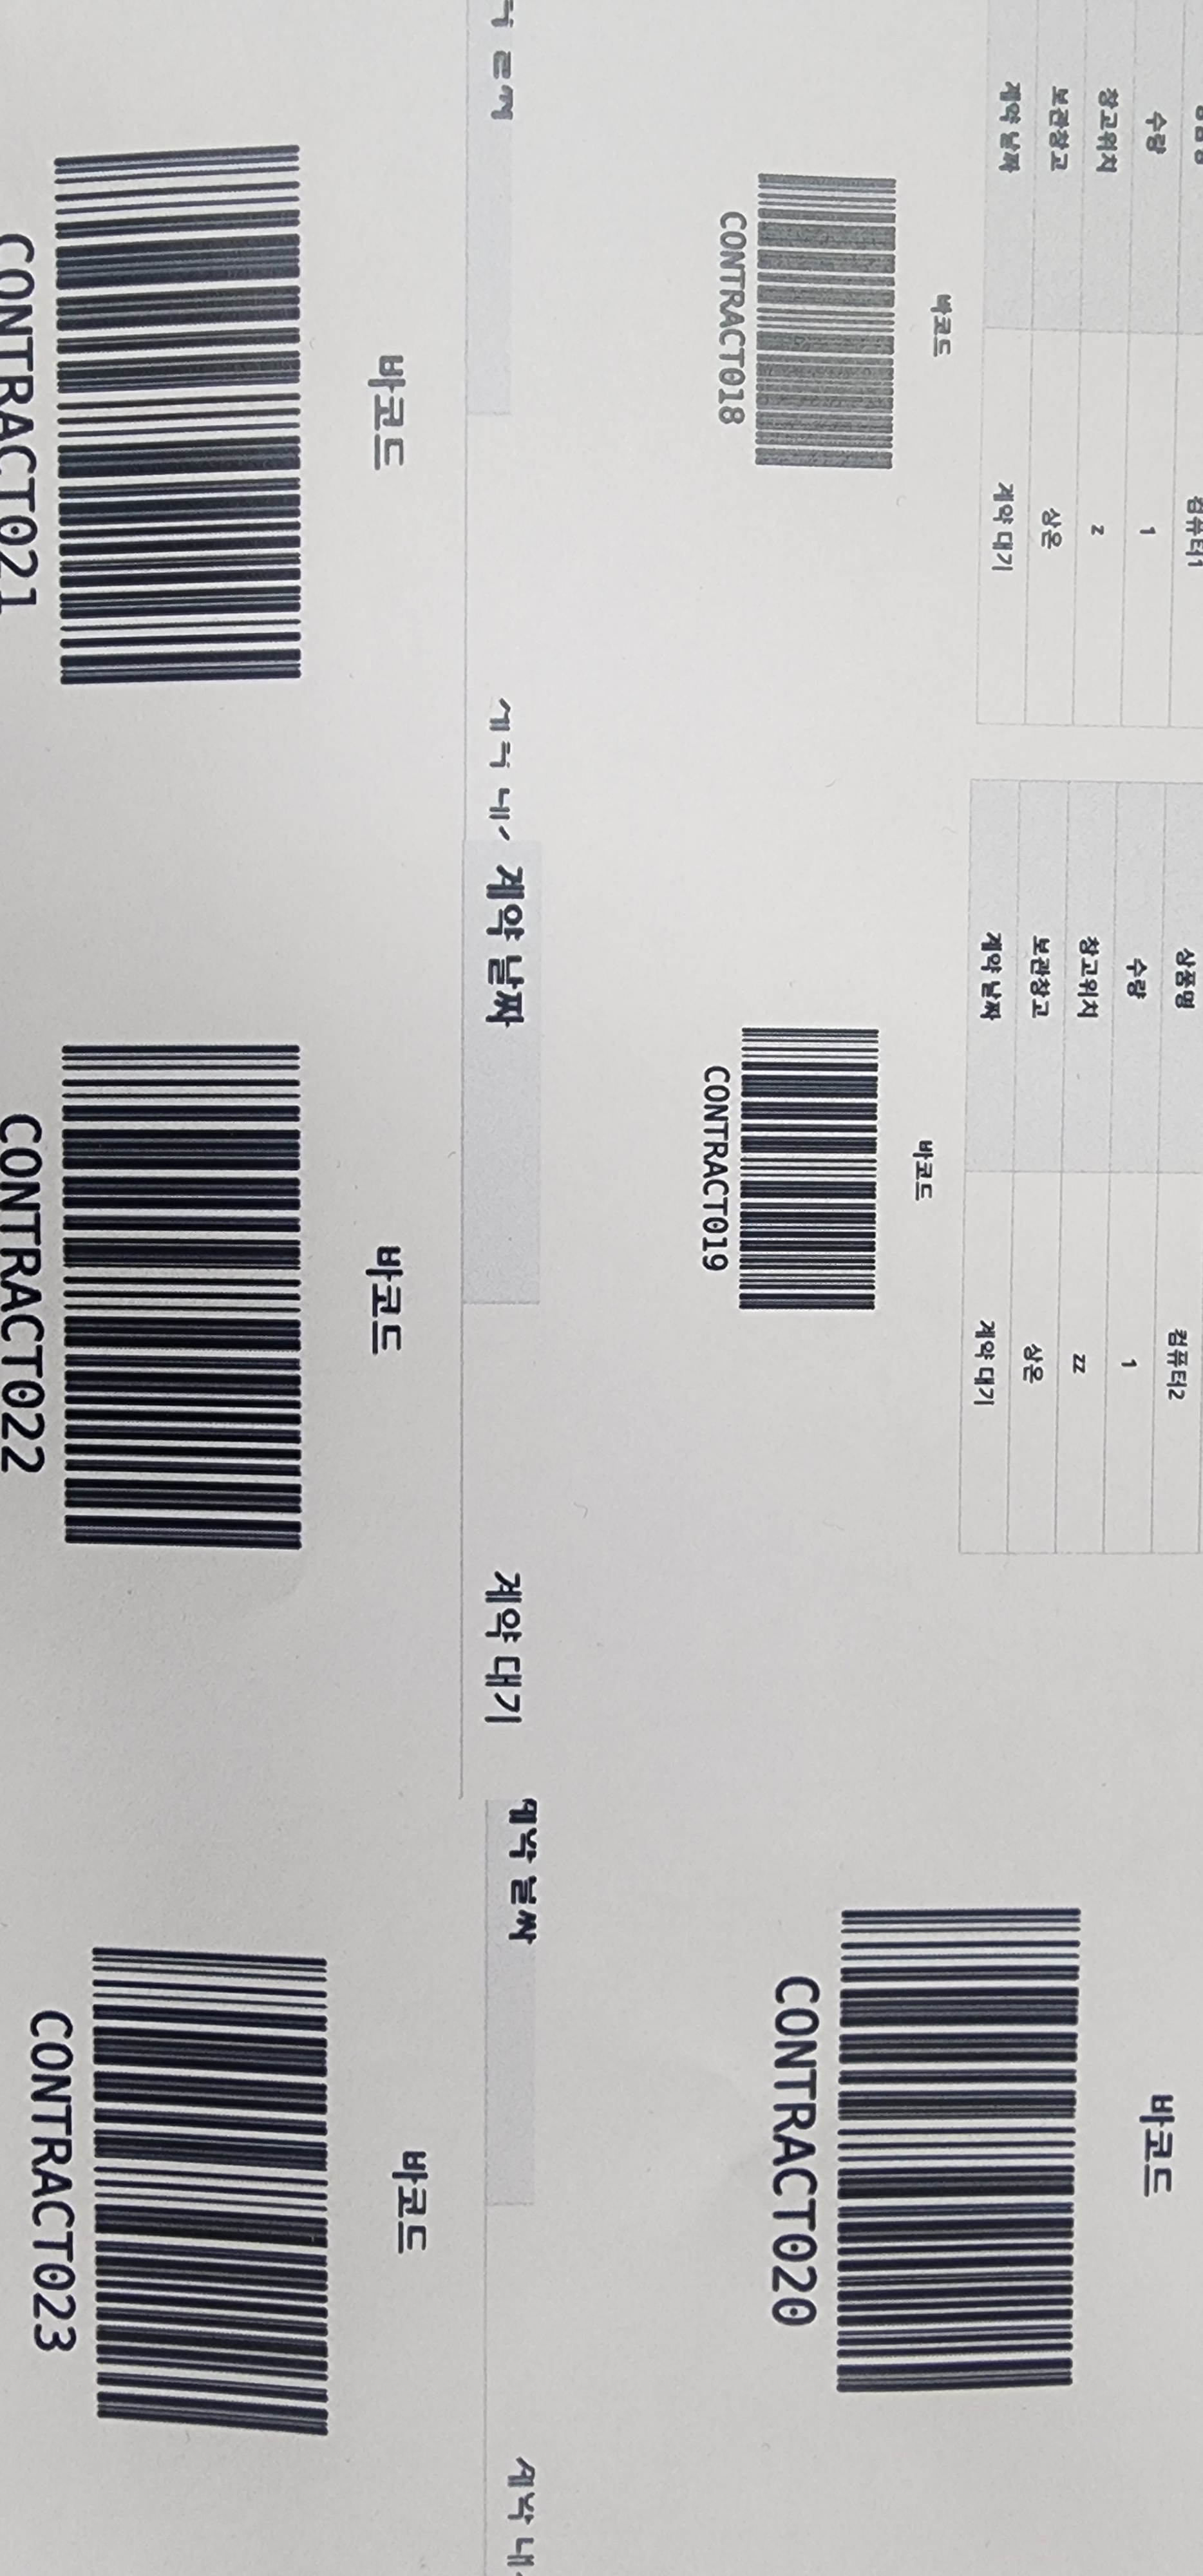 컴퓨터1
수량 1
창고위치 z
보관창고 상온
계약 날짜 계약 대기
바코드
CONTRACT018
상품명 컴퓨터2
수량 1
창고위치 zz
보관창고 상온
계약 날짜 계약 대기
바코드
CONTRACT019
바코드
CONTRACT020
바코드
CONTRACT021
계약 날짜 계약 대기
바코드
CONTRACT022
바코드
CONTRACT023